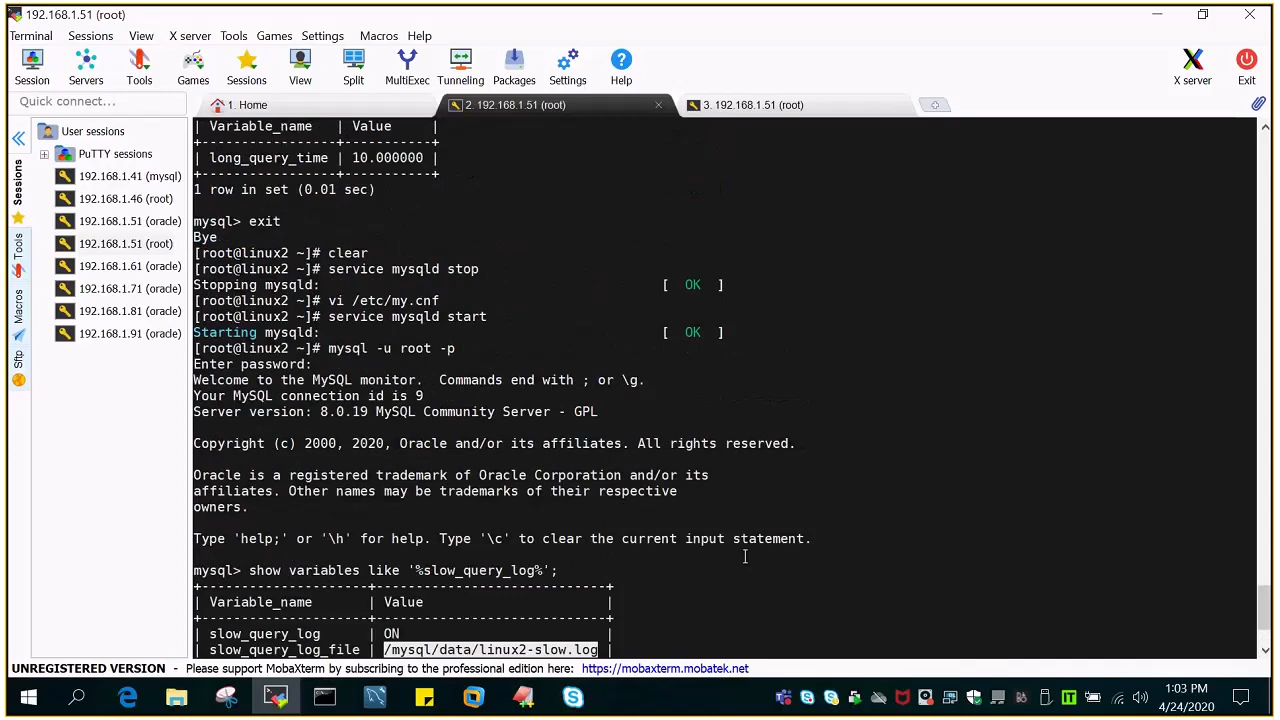 192.168.1.51 (root)
Terminal Sessions View X server Tools Games Settings Macros Help
Session Servers Tools Games Sessions View Split MultiExec Tunneling Packages Settings Help X server Exit
Quick connect...
1. Home
2. 192.168.1.51 (root)
3. 192.168.1.51 (root)
User sessions
PuTTY sessions
192.168.1.41 (mysql)
192.168.1.46 (root)
192.168.1.51 (oracle)
192.168.1.51 (root)
192.168.1.61 (oracle)
192.168.1.71 (oracle)
192.168.1.81 (oracle)
192.168.1.91 (oracle)
Sessions
Tools
Macros
Sftp
| Variable_name | Value |
+-----------------+-----------+
| long_query_time | 10.000000 |
+-----------------+-----------+
1 row in set (0.01 sec)
mysql> exit
Bye
[root@linux2 ~]# clear
[root@linux2 ~]# service mysqld stop
Stopping mysqld: [ OK ]
[root@linux2 ~]# vi /etc/my.cnf
[root@linux2 ~]# service mysqld start
Starting mysqld: [ OK ]
[root@linux2 ~]# mysql -u root -p
Enter password:
Welcome to the MySQL monitor. Commands end with ; or \g.
Your MySQL connection id is 9
Server version: 8.0.19 MySQL Community Server - GPL
Copyright (c) 2000, 2020, Oracle and/or its affiliates. All rights reserved.
Oracle is a registered trademark of Oracle Corporation and/or its
affiliates. Other names may be trademarks of their respective
owners.
Type 'help;' or '\h' for help. Type '\c' to clear the current input statement.
mysql> show variables like '%slow_query_log%';
+---------------------+-----------------------------+
| Variable_name | Value |
+---------------------+-----------------------------+
| slow_query_log | ON |
| slow_query_log_file | /mysql/data/linux2-slow.log |
UNREGISTERED VERSION - Please support MobaXterm by subscribing to the professional edition here: https://mobaxterm.mobatek.net
1:03 PM
4/24/2020